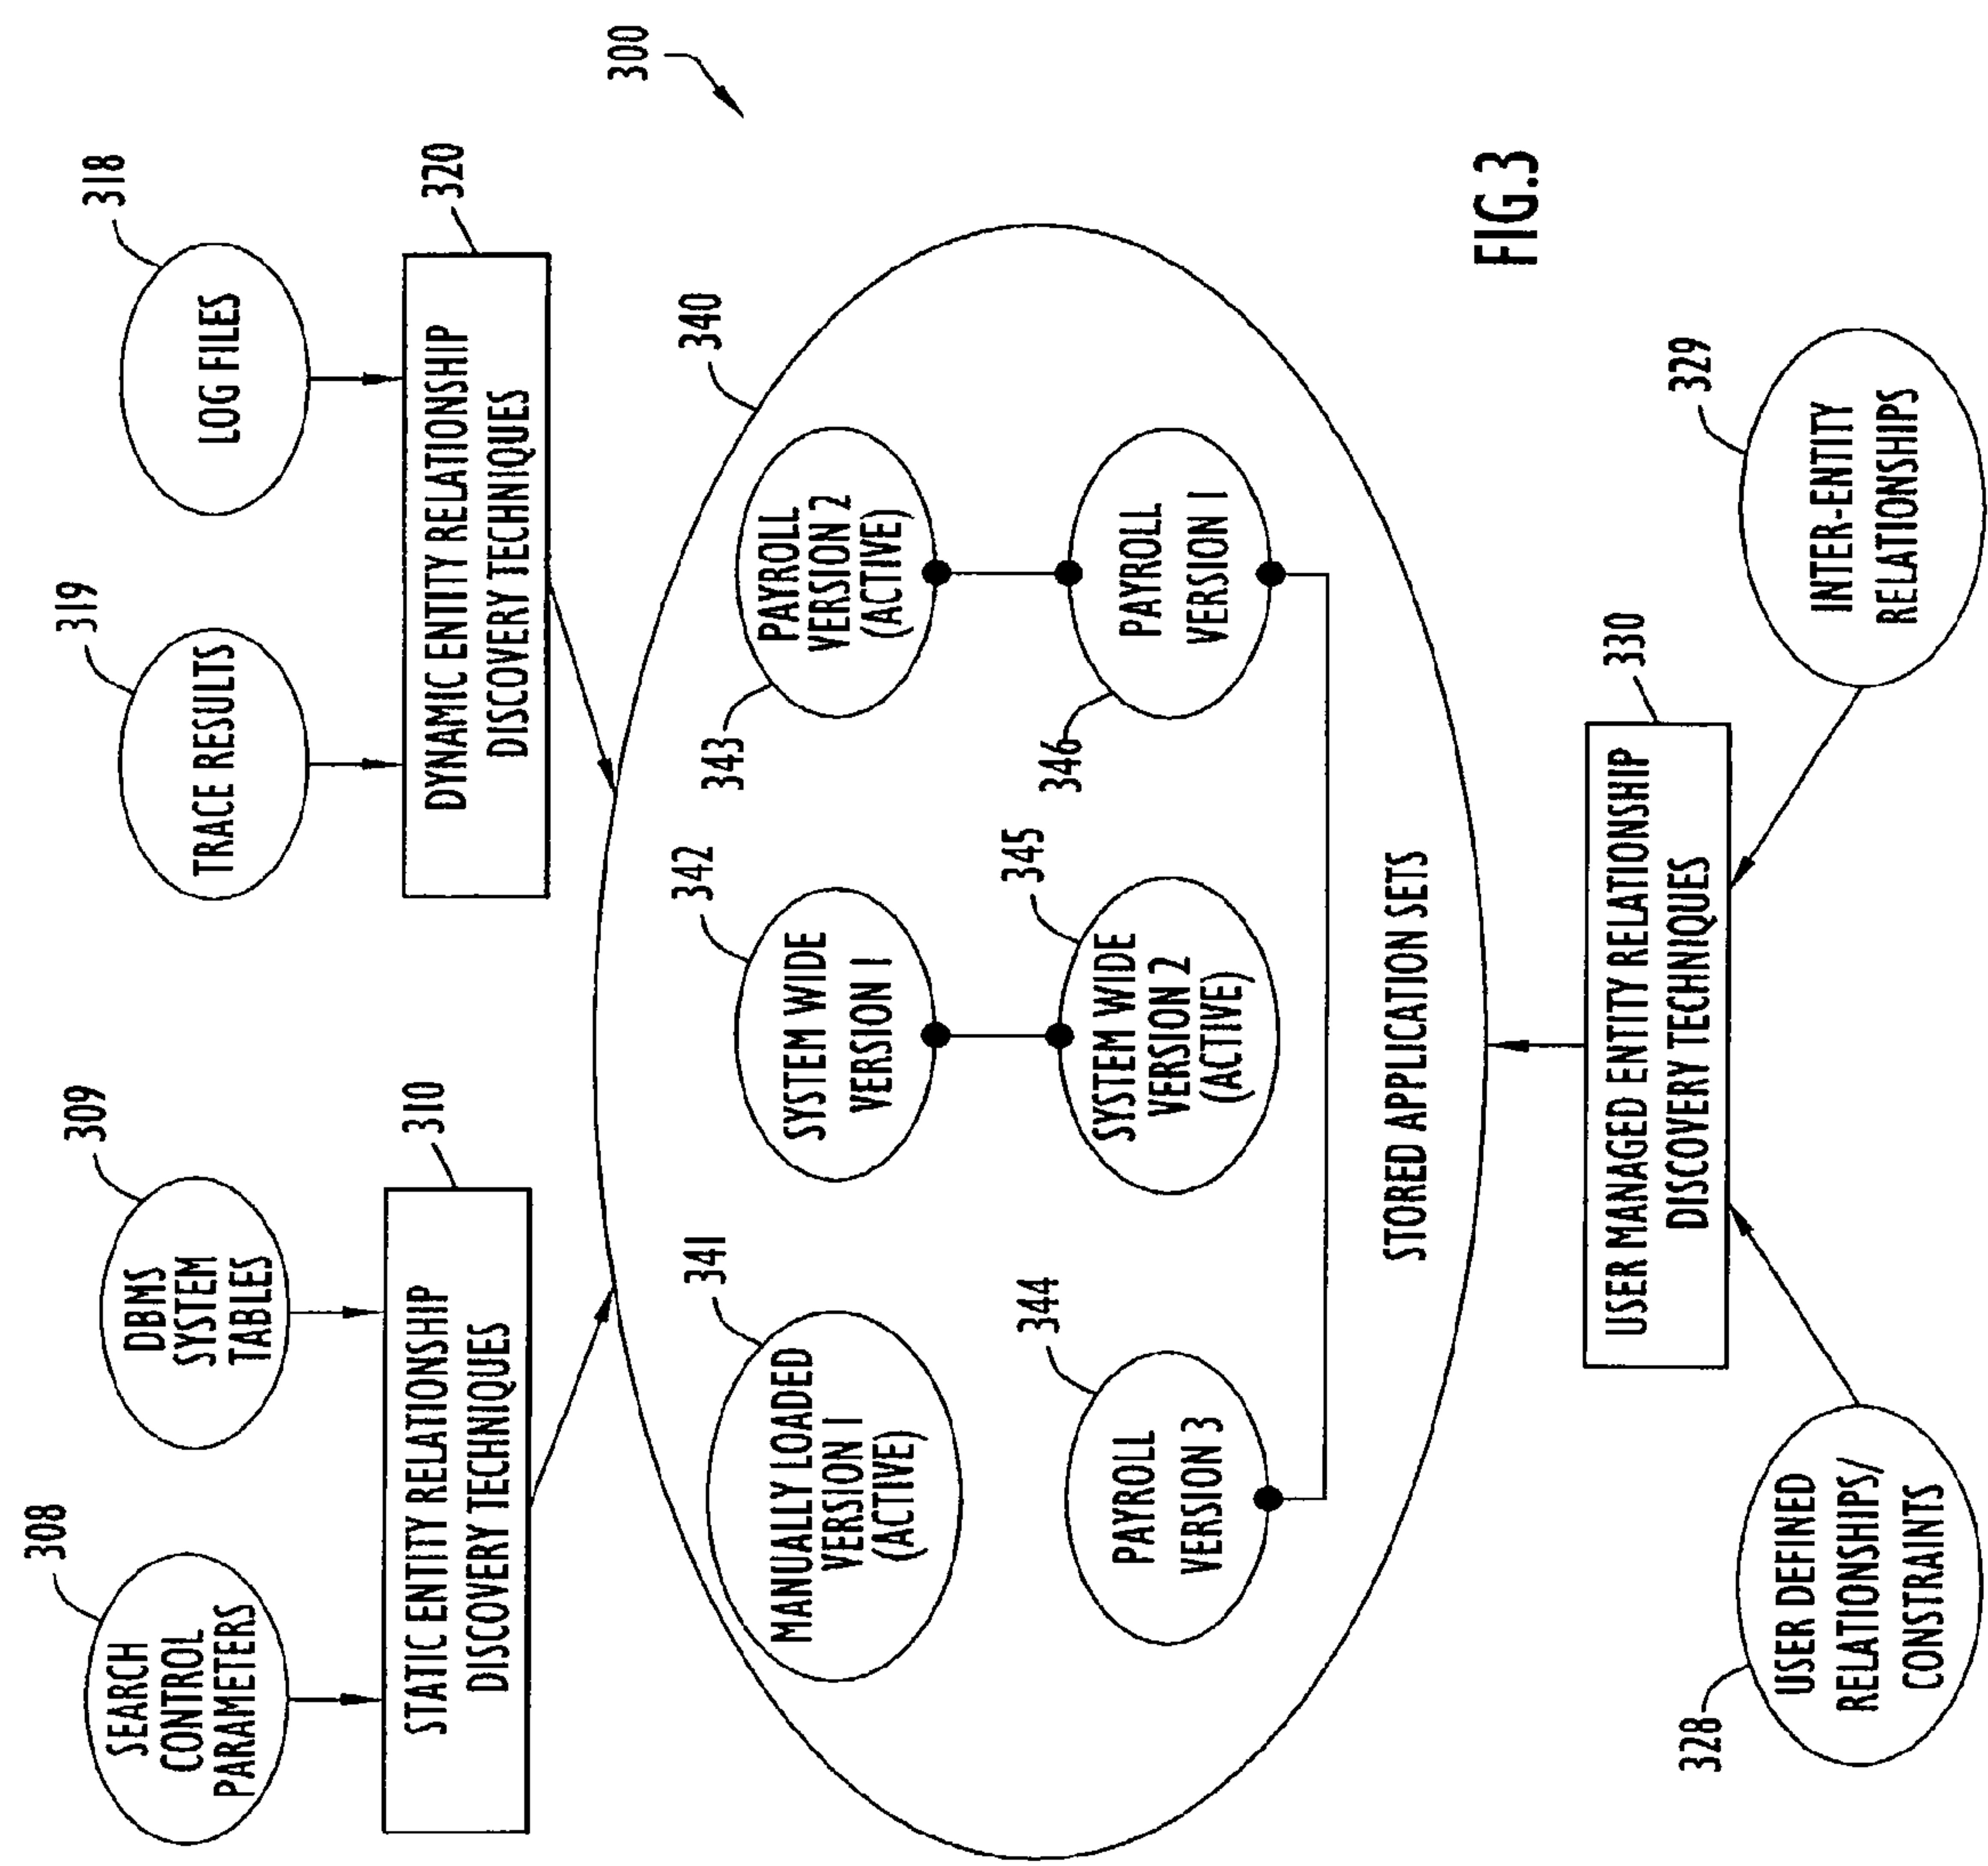 308
SEARCH
CONTROL
PARAMETERS
309
DBMS
SYSTEM
TABLES
319
TRACE RESULTS
318
LOG FILES
300
310
STATIC ENTITY RELATIONSHIP
DISCOVERY TECHNIQUES
320
DYNAMIC ENTITY RELATIONSHIP
DISCOVERY TECHNIQUES
340
341
MANUALLY LOADED
VERSION 1
(ACTIVE)
342
SYSTEM WIDE
VERSION 1
343
PAYROLL
VERSION 2
(ACTIVE)
344
PAYROLL
VERSION 3
345
SYSTEM WIDE
VERSION 2
(ACTIVE)
346
PAYROLL
VERSION 1
STORED APPLICATION SETS
FIG.3
330
USER MANAGED ENTITY RELATIONSHIP
DISCOVERY TECHNIQUES
328
USER DEFINED
RELATIONSHIPS/
CONSTRAINTS
329
INTER-ENTITY
RELATIONSHIPS